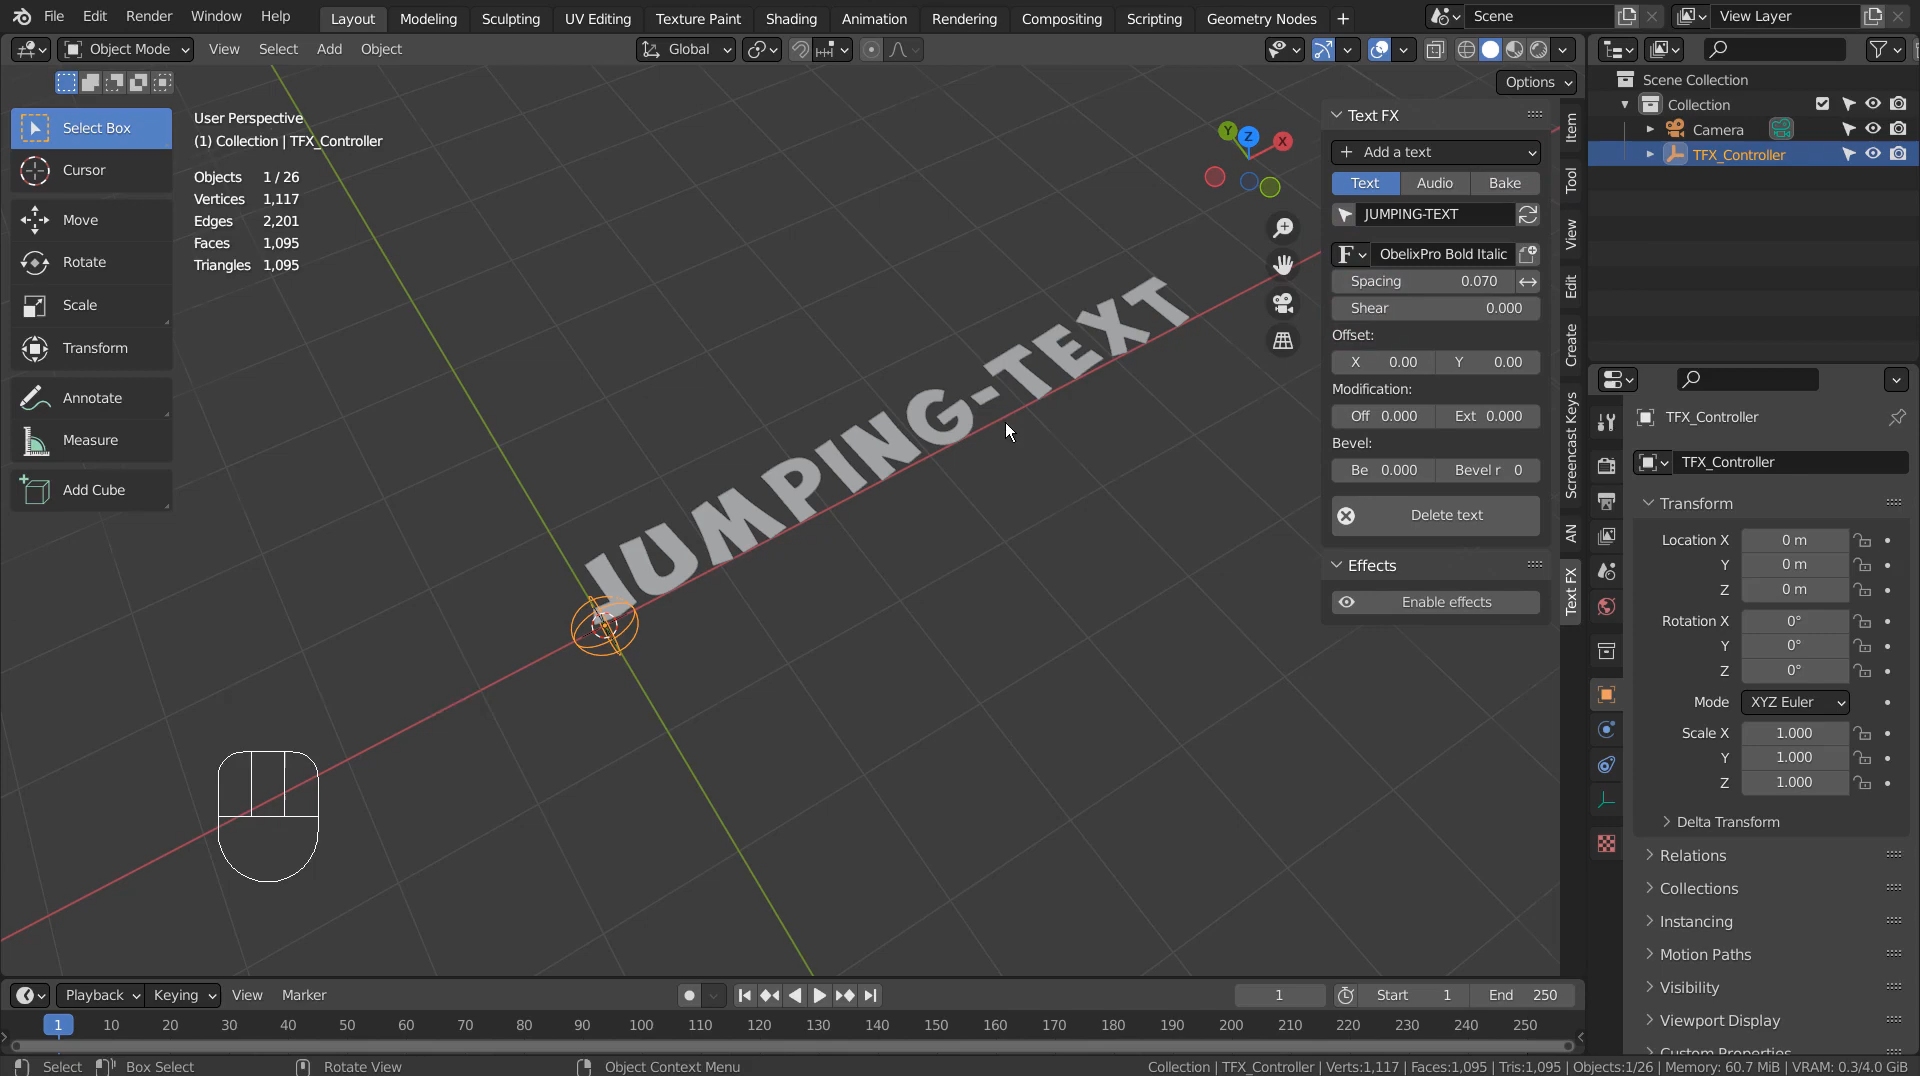 File Edit Render Window Help Layout Modeling Sculpting UV Editing Texture Paint Shading Animation Rendering Compositing Scripting Geometry Nodes + Scene View Layer
Object Mode View Select Add Object Global
Options
Select Box
Cursor
Move
Rotate
Scale
Transform
Annotate
Measure
Add Cube
User Perspective
(1) Collection | TFX_Controller
Objects 1 / 26
Vertices 1,117
Edges 2,201
Faces 1,095
Triangles 1,095
JUMPING-TEXT
Y Z X
Text FX
+ Add a text
Text Audio Bake
JUMPING-TEXT
F ObelixPro Bold Italic
Spacing 0.070
Shear 0.000
Offset:
X 0.00 Y 0.00
Modification:
Off 0.000 Ext 0.000
Bevel:
Be 0.000 Bevel r 0
Delete text
Effects
Enable effects
Item
Tool
View
Edit
Create
Screencast Keys
AN
Text FX
Scene Collection
Collection
Camera
TFX_Controller
TFX_Controller
TFX_Controller
Transform
Location X 0 m
Y 0 m
Z 0 m
Rotation X 0°
Y 0°
Z 0°
Mode XYZ Euler
Scale X 1.000
Y 1.000
Z 1.000
Delta Transform
Relations
Collections
Instancing
Motion Paths
Visibility
Viewport Display
Custom Properties
Playback Keying View Marker 1 Start 1 End 250
1 10 20 30 40 50 60 70 80 90 100 110 120 130 140 150 160 170 180 190 200 210 220 230 240 250
Select Box Select Rotate View Object Context Menu Collection | TFX_Controller | Verts:1,117 | Faces:1,095 | Tris:1,095 | Objects:1/26 | Memory: 60.7 MiB | VRAM: 0.3/4.0 GiB